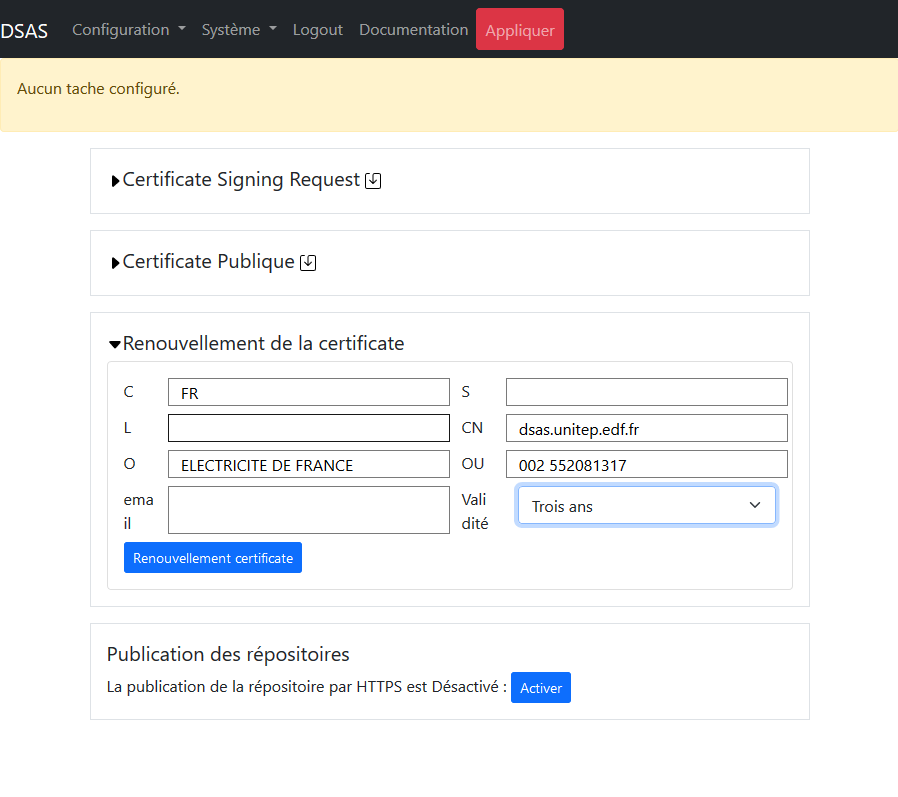 DSAS Configuration Système Logout Documentation Appliquer
Aucun tache configuré.
Certificate Signing Request
Certificate Publique
Renouvellement de la certificate
C FR S
L CN dsas.unitep.edf.fr
O ELECTRICITE DE FRANCE OU 002 552081317
email Validité Trois ans
Renouvellement certificate
Publication des répositoires
La publication de la répositoire par HTTPS est Désactivé : Activer